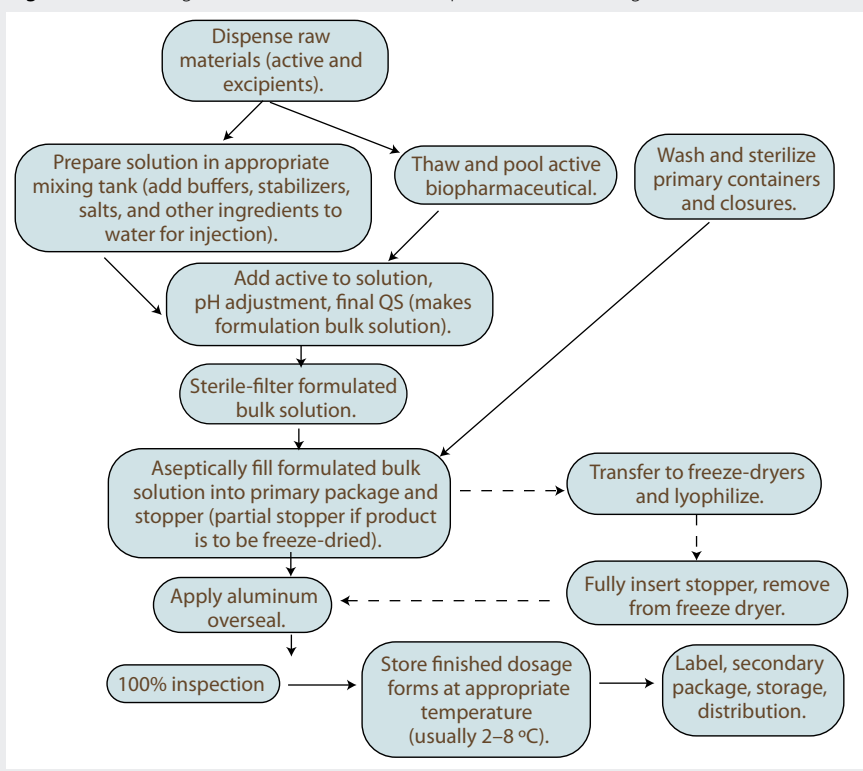 Dispense raw
materials (active and
excipients).
Prepare solution in appropriate
mixing tank (add buffers, stabilizers,
salts, and other ingredients to
water for injection).
Thaw and pool active
biopharmaceutical.
Wash and sterilize
primary containers
and closures.
Add active to solution,
pH adjustment, final QS (makes
formulation bulk solution).
Sterile-filter formulated
bulk solution.
Aseptically fill formulated bulk
solution into primary package and
stopper (partial stopper if product
is to be freeze-dried).
Transfer to freeze-dryers
and lyophilize.
Fully insert stopper, remove
from freeze dryer.
Apply aluminum
overseal.
100% inspection
Store finished dosage
forms at appropriate
temperature
(usually 2–8 ºC).
Label, secondary
package, storage,
distribution.